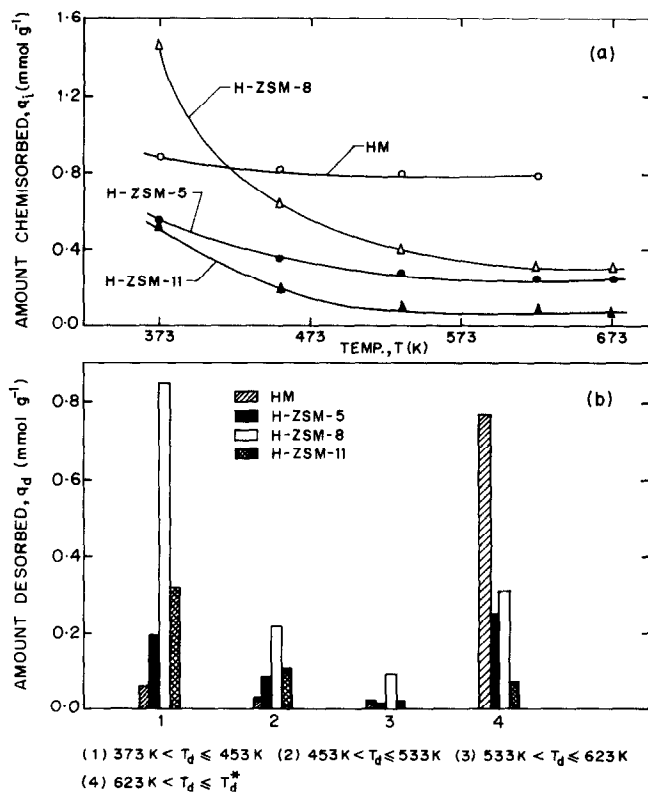 1·6
(a)
H-ZSM-8
1·2
HM
0·8
H-ZSM-5
0·4
H-ZSM-11
0·0
373 473 573 673
TEMP., T(K)
AMOUNT CHEMISORBED, qi (mmol g-1)
0·8
HM
H-ZSM-5
H-ZSM-8
H-ZSM-11
(b)
0·6
0·4
0·2
0·0
1 2 3 4
AMOUNT DESORBED, qd (mmol g-1)
(1) 373 K < Td ≤ 453 K (2) 453 K < Td ≤ 533 K (3) 533 K < Td ≤ 623 K
(4) 623 K < Td ≤ Td*